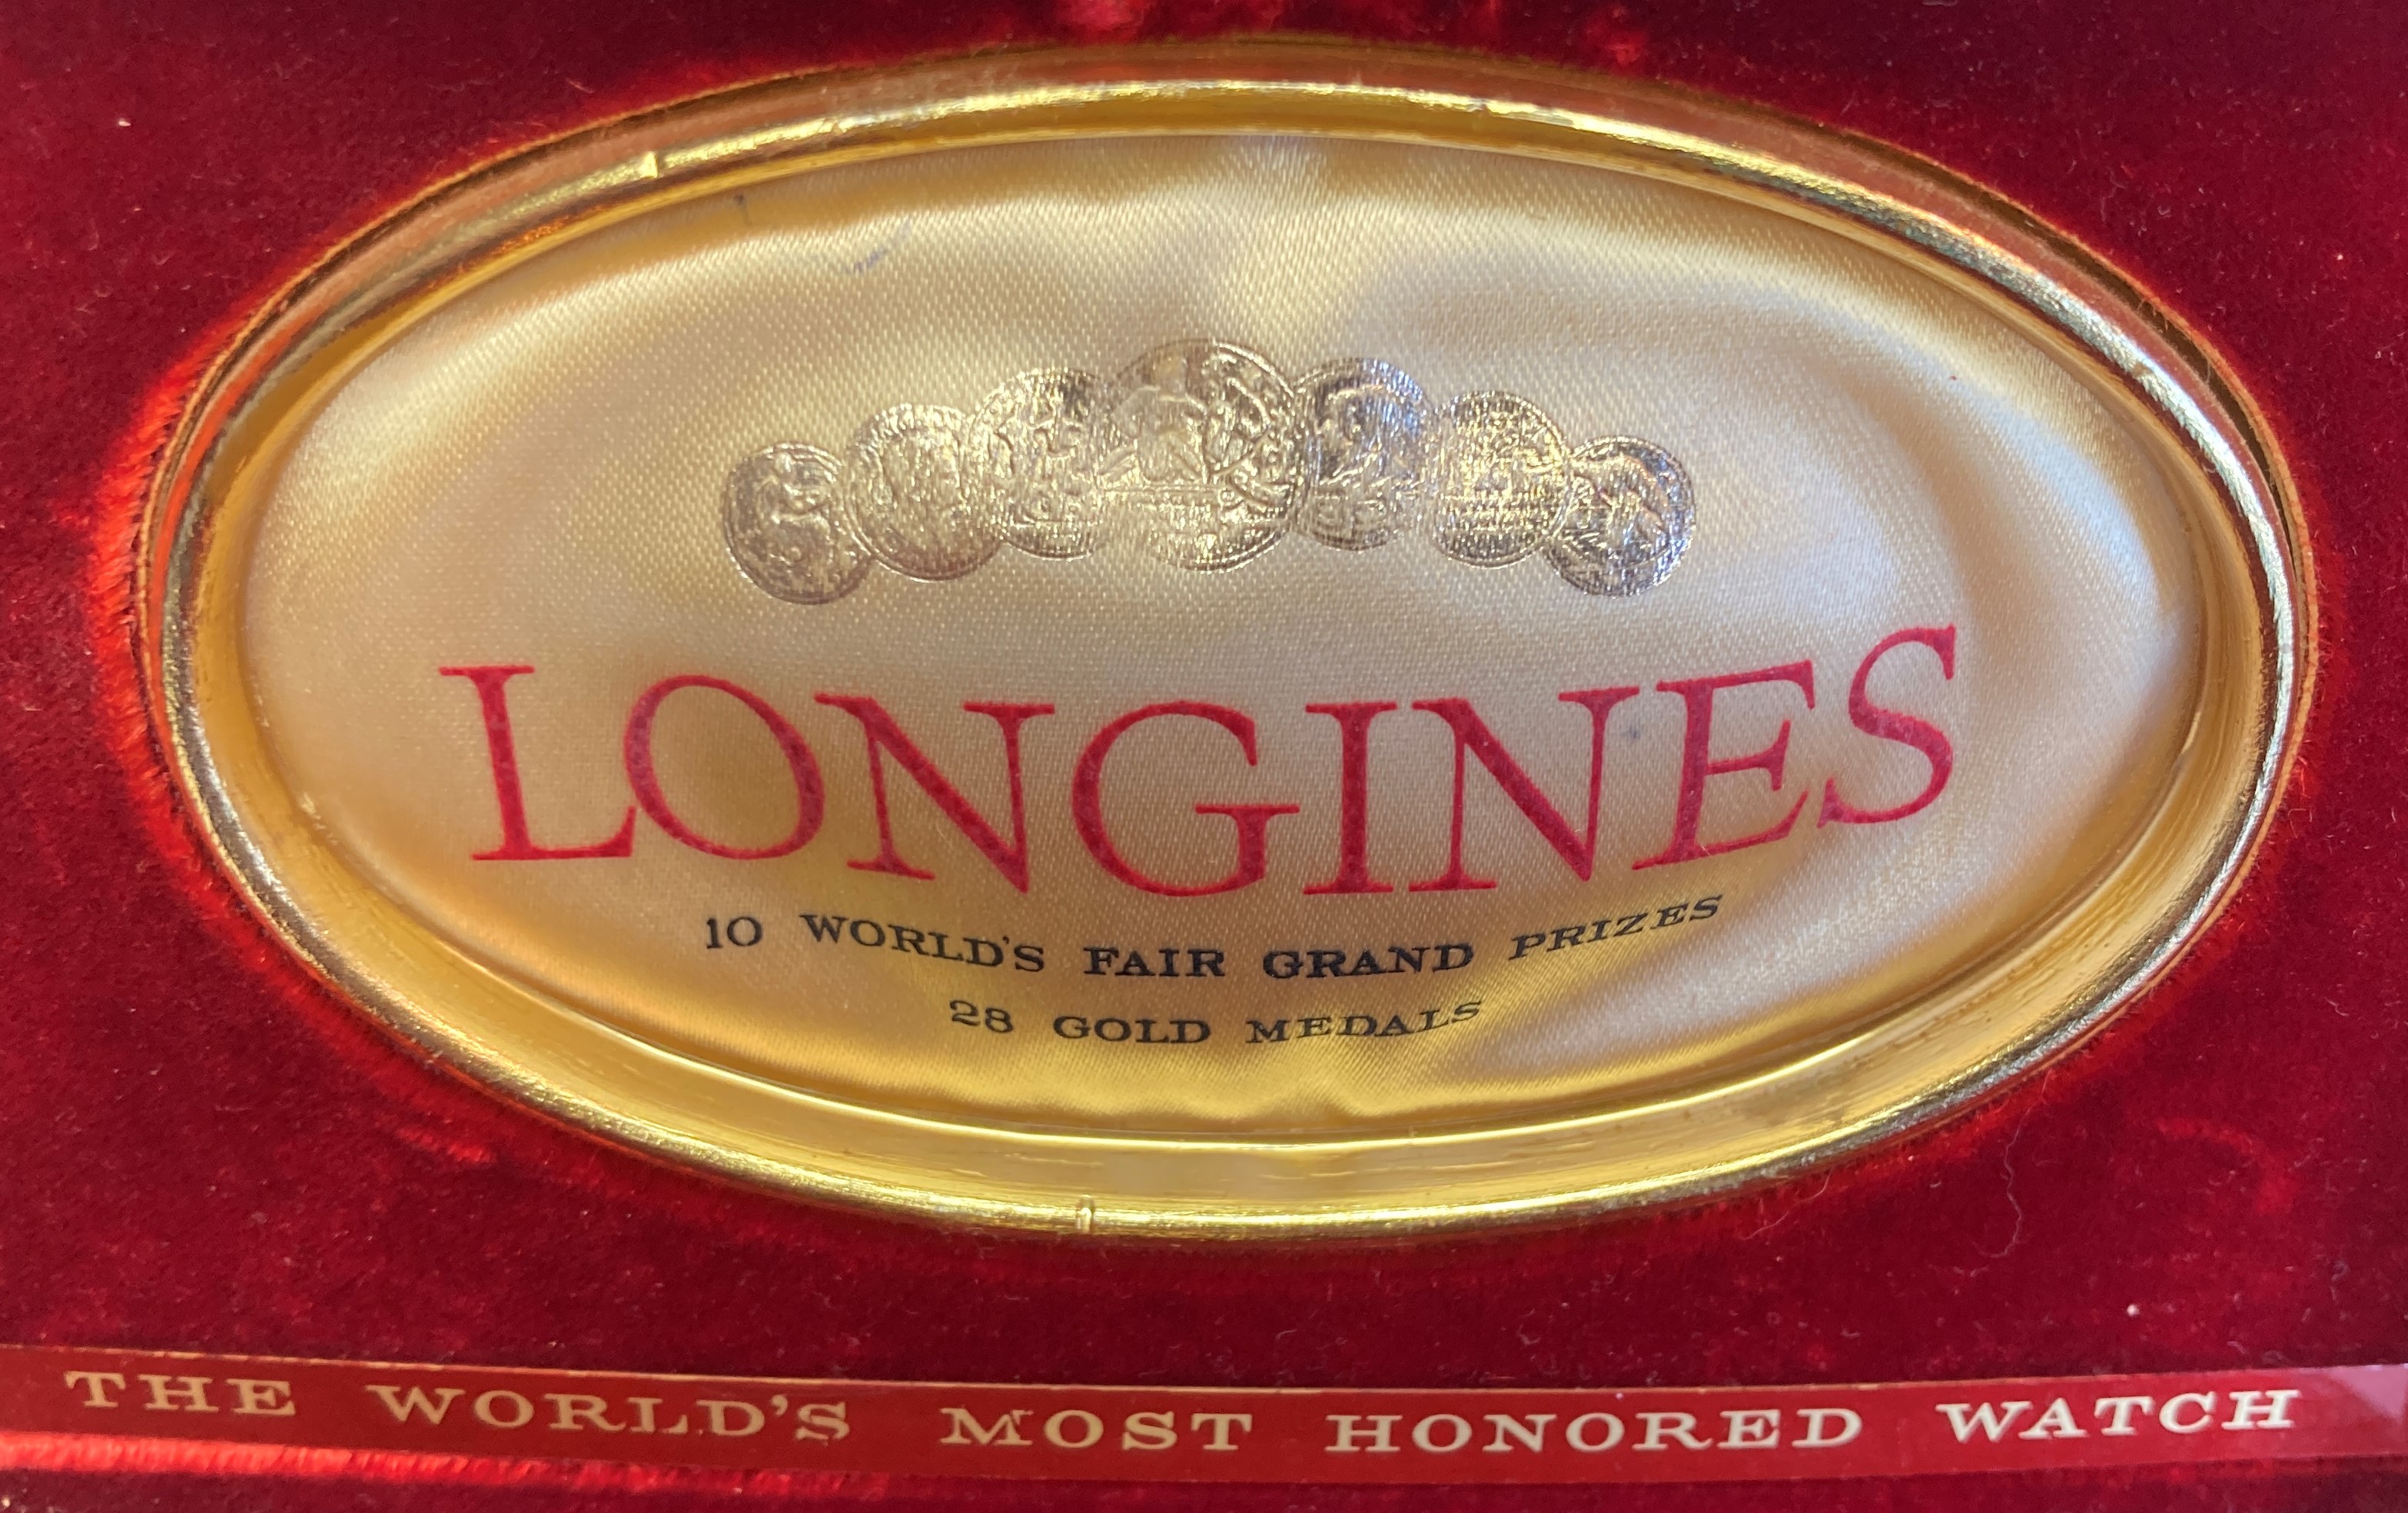 LONGINES
10 WORLD'S FAIR GRAND PRIZES
28 GOLD MEDALS
THE WORLD'S MOST HONORED WATCH